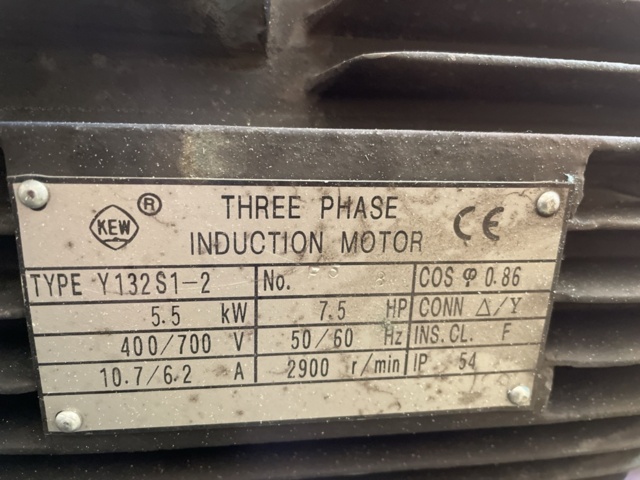 KEW ®
THREE PHASE
INDUCTION MOTOR
CE
TYPE Y132S1-2 No. COS φ 0.86
5.5 kW 7.5 HP CONN △/Y
400/700 V 50/60 Hz INS. CL. F
10.7/6.2 A 2900 r/min IP 54